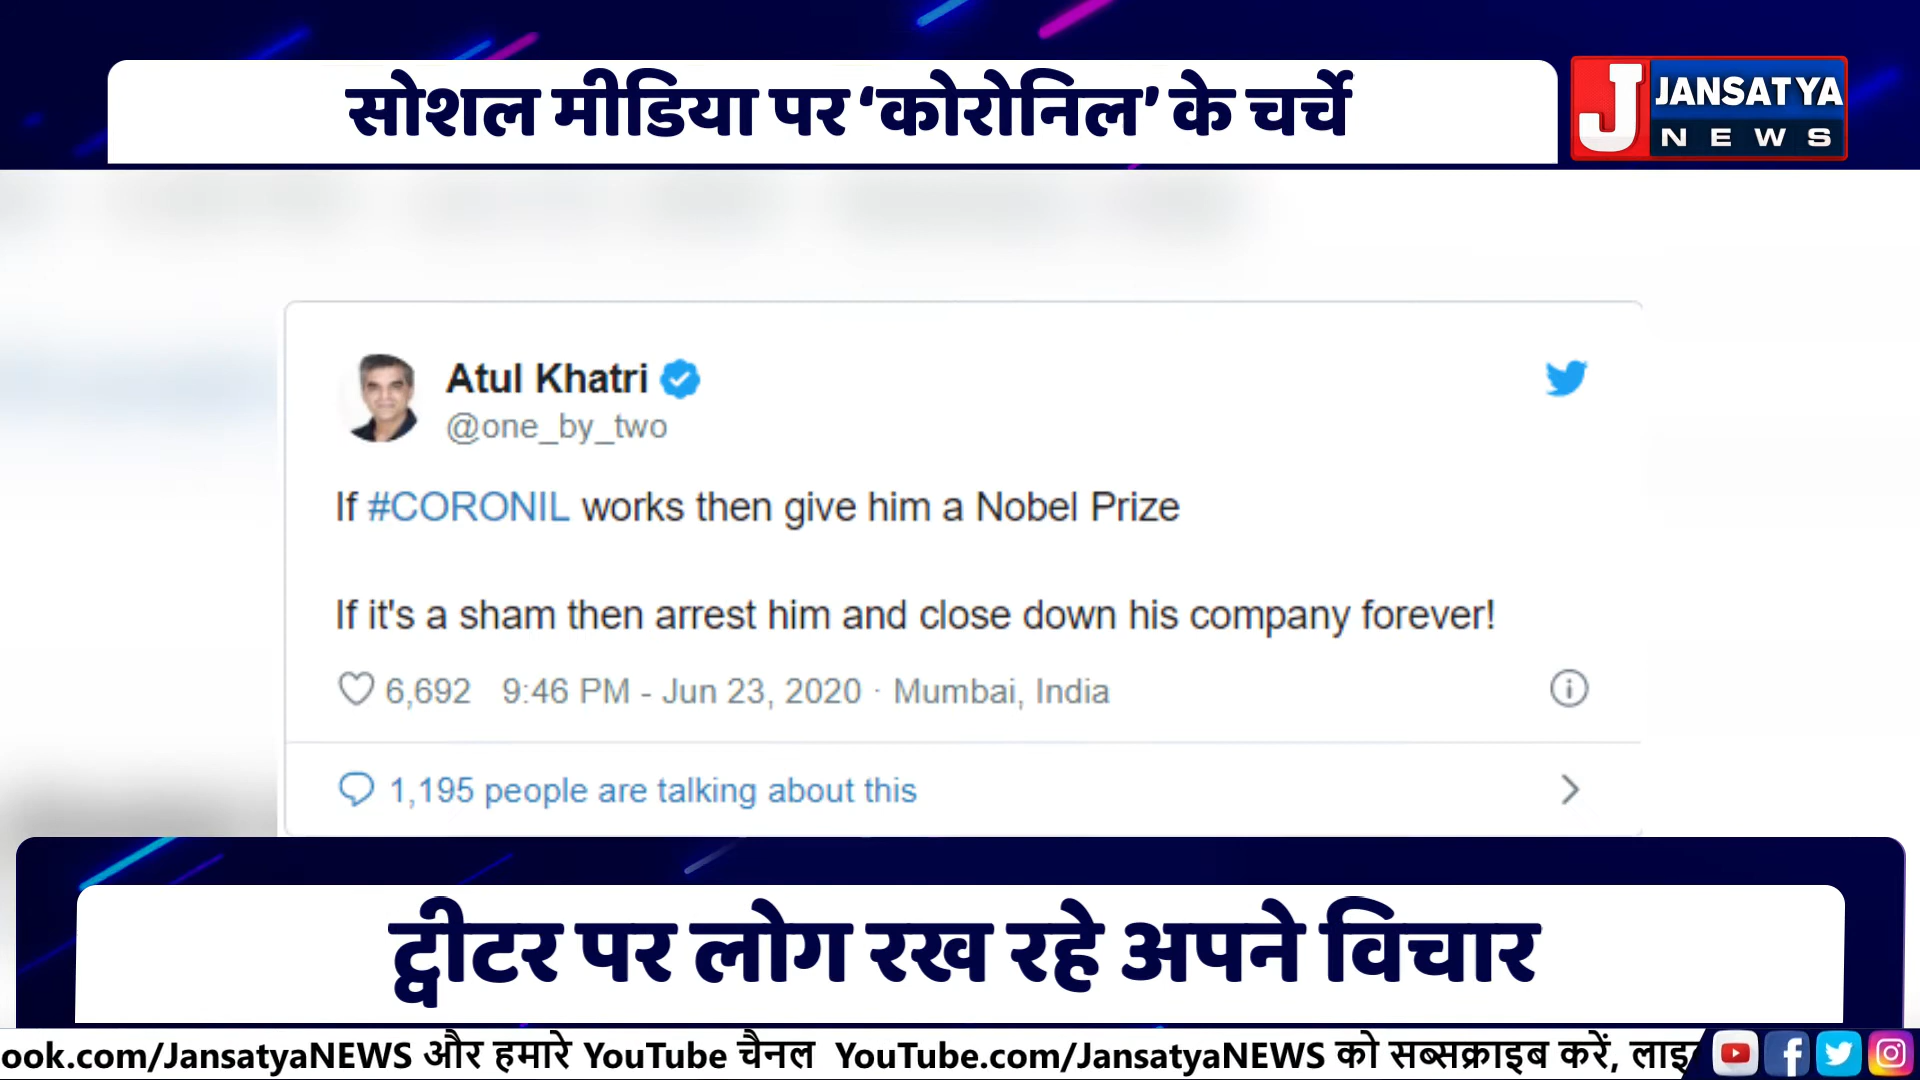 सोशल मीडिया पर ‘कोरोनिल’ के चर्चे
JANSATYA
NEWS
Atul Khatri
@one_by_two
If #CORONIL works then give him a Nobel Prize
If it's a sham then arrest him and close down his company forever!
6,692 9:46 PM - Jun 23, 2020 · Mumbai, India
1,195 people are talking about this
ट्वीटर पर लोग रख रहे अपने विचार
ook.com/JansatyaNEWS और हमारे YouTube चैनल YouTube.com/JansatyaNEWS को सब्सक्राइब करें, लाइ